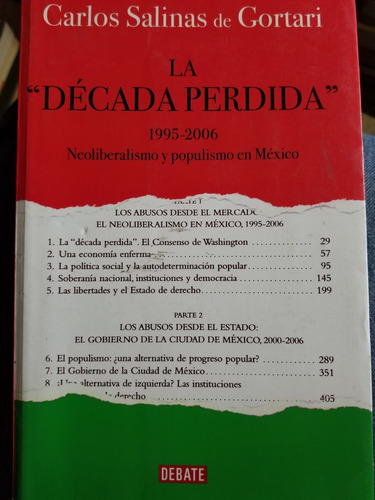 Carlos Salinas de Gortari
LA
“DÉCADA PERDIDA”
1995-2006
Neoliberalismo y populismo en México
LOS ABUSOS DESDE EL MERCADO
EL NEOLIBERALISMO EN MÉXICO, 1995-2006
1. La “década perdida”. El Consenso de Washington .................. 29
2. Una economía enferma .................. 57
3. La política social y la autodeterminación popular .................. 95
4. Soberanía nacional, instituciones y democracia .................. 145
5. Las libertades y el Estado de derecho .................. 199
PARTE 2
LOS ABUSOS DESDE EL ESTADO:
EL GOBIERNO DE LA CIUDAD DE MÉXICO, 2000-2006
6. El populismo: ¿una alternativa de progreso popular? .................. 289
7. El Gobierno de la Ciudad de México .................. 351
8. ¿Una alternativa de izquierda? Las instituciones
derecho .................. 405
DEBATE